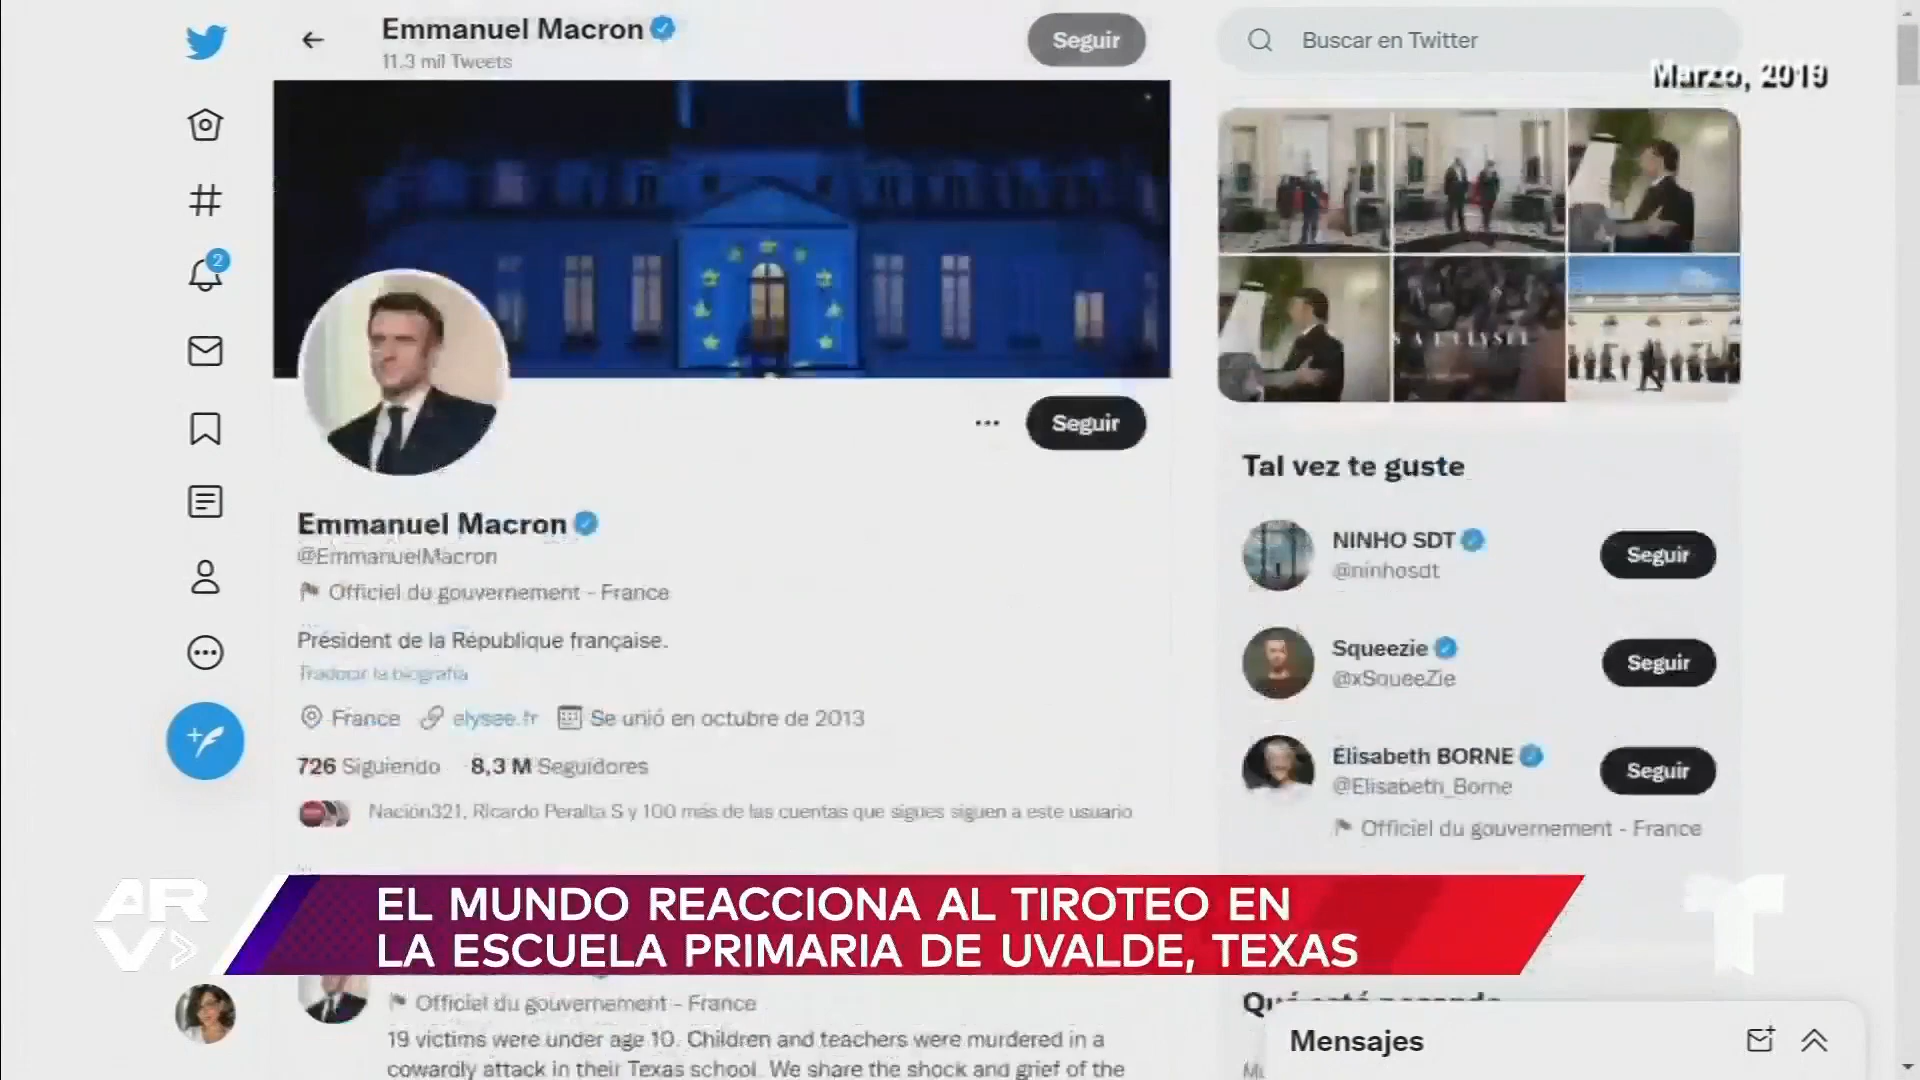 Emmanuel Macron
11.3 mil Tweets
Seguir
Buscar en Twitter
Marzo, 2019
2
S À L'ELYSÉE
Seguir
Emmanuel Macron
@EmmanuelMacron
Officiel du gouvernement - France
Président de la République française.
Traducir la biografía
France elysee.fr Se unió en octubre de 2013
726 Siguiendo 8,3 M Seguidores
Nación321, Ricardo Peralta S y 100 más de las cuentas que sigues siguen a este usuario
Tal vez te guste
NINHO SDT
@ninhosdt
Seguir
Squeezie
@xSqueeZie
Seguir
Élisabeth BORNE
@Elisabeth_Borne
Seguir
Officiel du gouvernement - France
ARV
EL MUNDO REACCIONA AL TIROTEO EN
LA ESCUELA PRIMARIA DE UVALDE, TEXAS
T
Officiel du gouvernement - France
19 victims were under age 10. Children and teachers were murdered in a
cowardly attack in their Texas school. We share the shock and grief of the
Qué está pasando
Mensajes